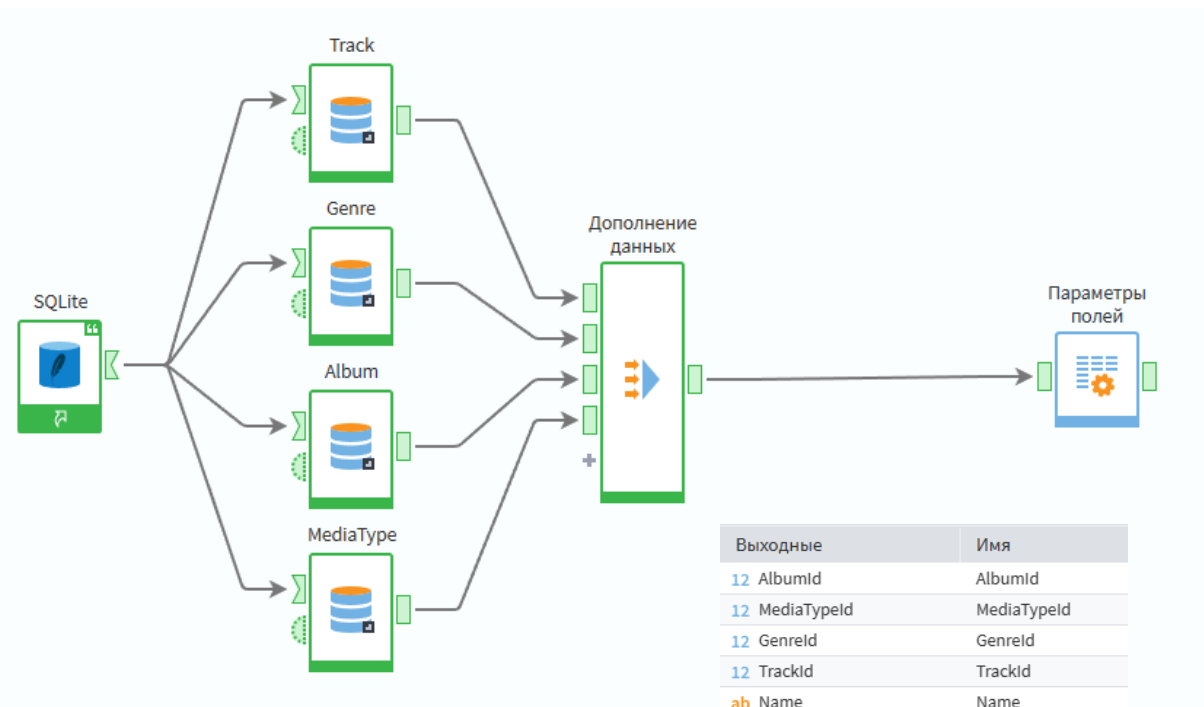 Track
Genre
Дополнение
данных
SQLite
Параметры
полей
Album
MediaType
Выходные Имя
12 AlbumId AlbumId
12 MediaTypeId MediaTypeId
12 GenreId GenreId
12 TrackId TrackId
ab Name Name